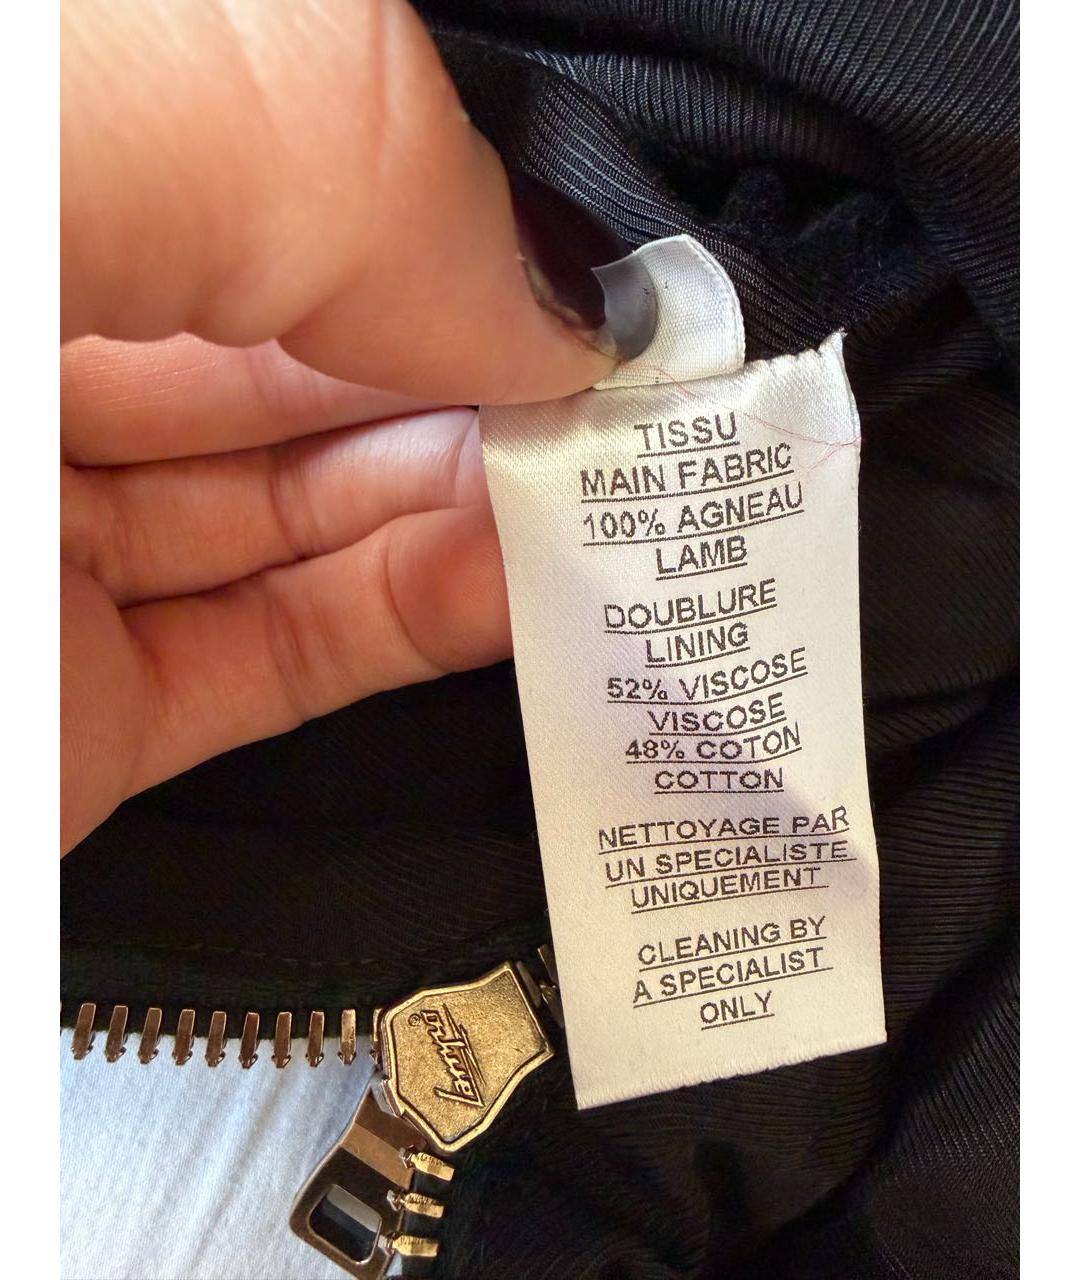 TISSU
MAIN FABRIC
100% AGNEAU
LAMB
DOUBLURE
LINING
52% VISCOSE
VISCOSE
48% COTON
COTTON
NETTOYAGE PAR
UN SPECIALISTE
UNIQUEMENT
CLEANING BY
A SPECIALIST
ONLY
Lampo®